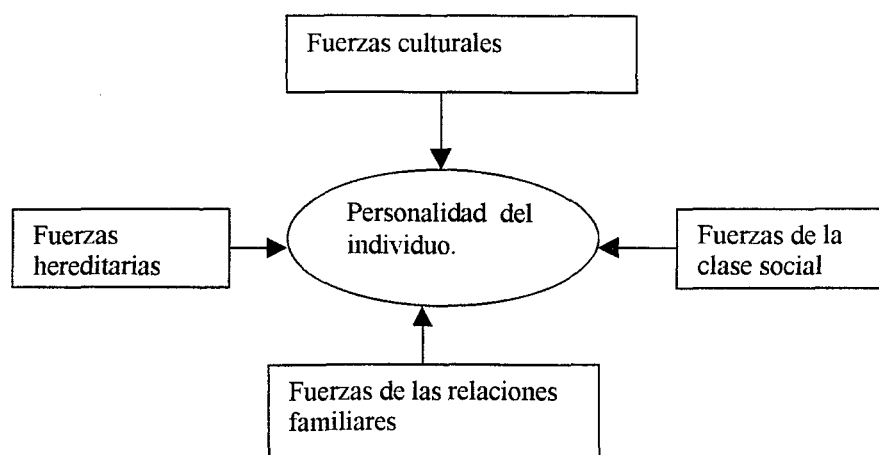 Fuerzas culturales
Fuerzas
hereditarias
Personalidad del
individuo.
Fuerzas de la
clase social
Fuerzas de las relaciones
familiares